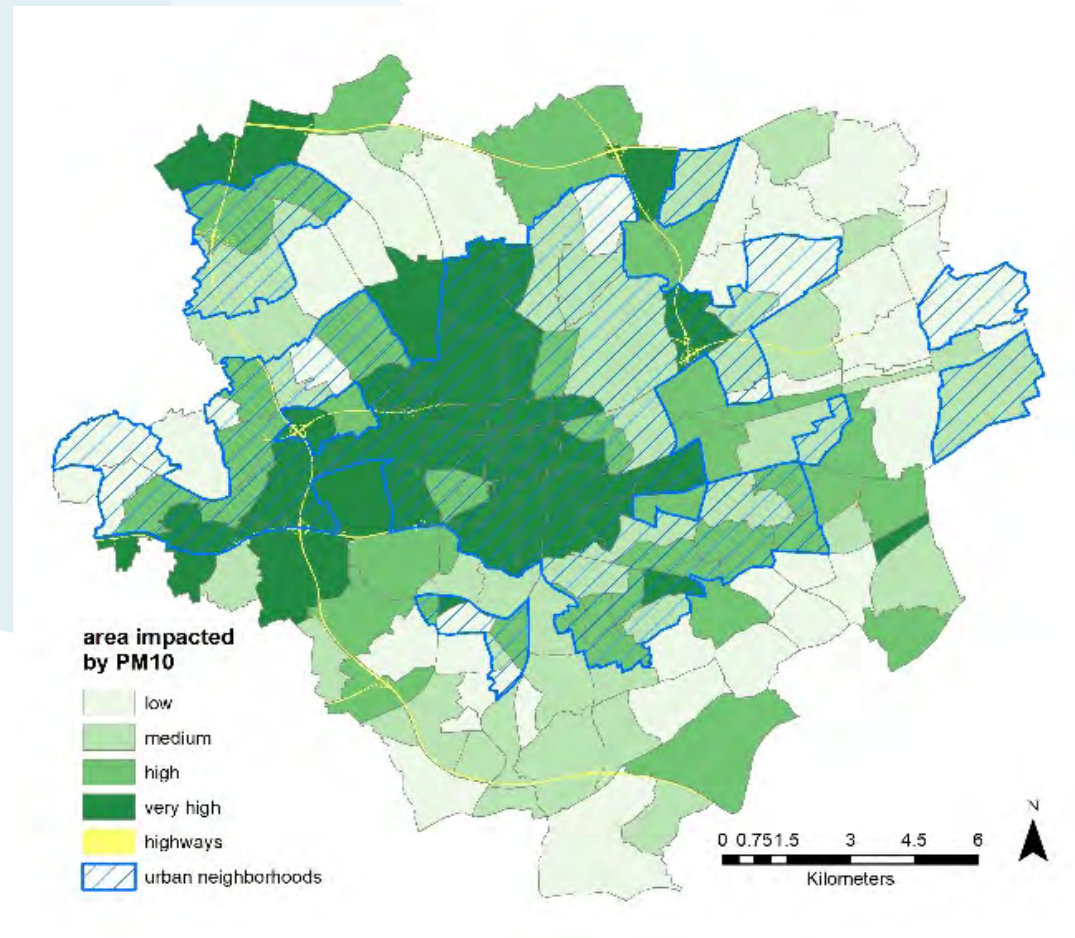 area impacted
by PM10
low
medium
high
very high
highways
urban neighborhoods
N
0 0.751.5 3 4.5 6
Kilometers